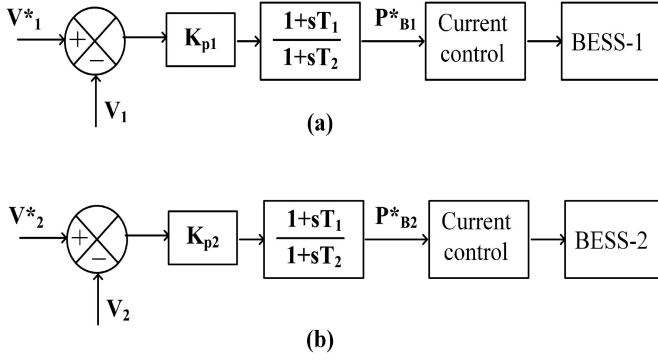 V*1
+
−
V1
Kp1
1+sT1
1+sT2
P*B1
Current
control
BESS-1
(a)
V*2
+
−
V2
Kp2
1+sT1
1+sT2
P*B2
Current
control
BESS-2
(b)